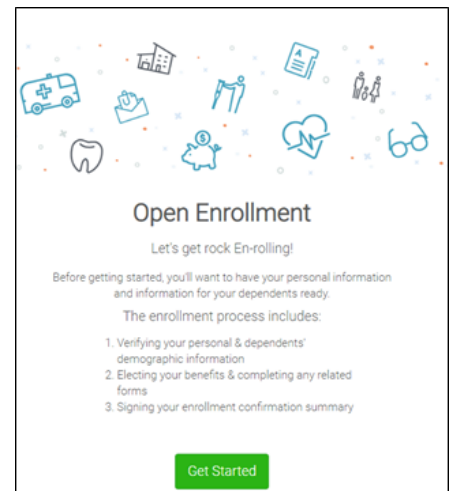 Open Enrollment
Let's get rock En-rolling!
Before getting started, you'll want to have your personal information
and information for your dependents ready.
The enrollment process includes:
1. Verifying your personal & dependents'
demographic information
2. Electing your benefits & completing any related
forms
3. Signing your enrollment confirmation summary
Get Started